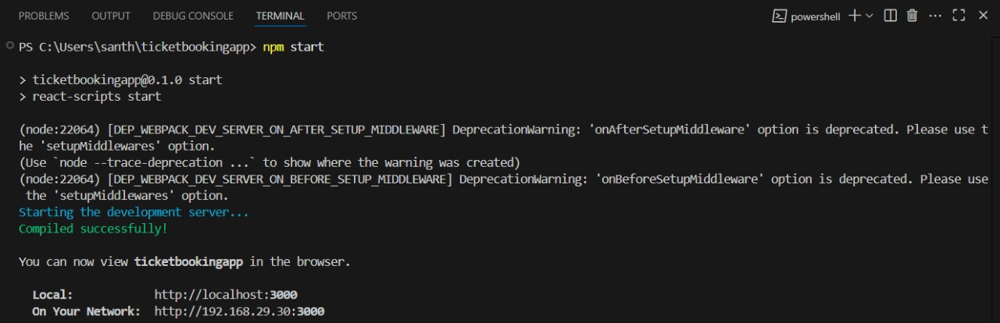 PROBLEMS OUTPUT DEBUG CONSOLE TERMINAL PORTS powershell
PS C:\Users\santh\ticketbookingapp> npm start
> ticketbookingapp@0.1.0 start
> react-scripts start
(node:22064) [DEP_WEBPACK_DEV_SERVER_ON_AFTER_SETUP_MIDDLEWARE] DeprecationWarning: 'onAfterSetupMiddleware' option is deprecated. Please use t
he 'setupMiddlewares' option.
(Use `node --trace-deprecation ...` to show where the warning was created)
(node:22064) [DEP_WEBPACK_DEV_SERVER_ON_BEFORE_SETUP_MIDDLEWARE] DeprecationWarning: 'onBeforeSetupMiddleware' option is deprecated. Please use
 the 'setupMiddlewares' option.
Starting the development server...
Compiled successfully!
You can now view ticketbookingapp in the browser.
Local: http://localhost:3000
On Your Network: http://192.168.29.30:3000